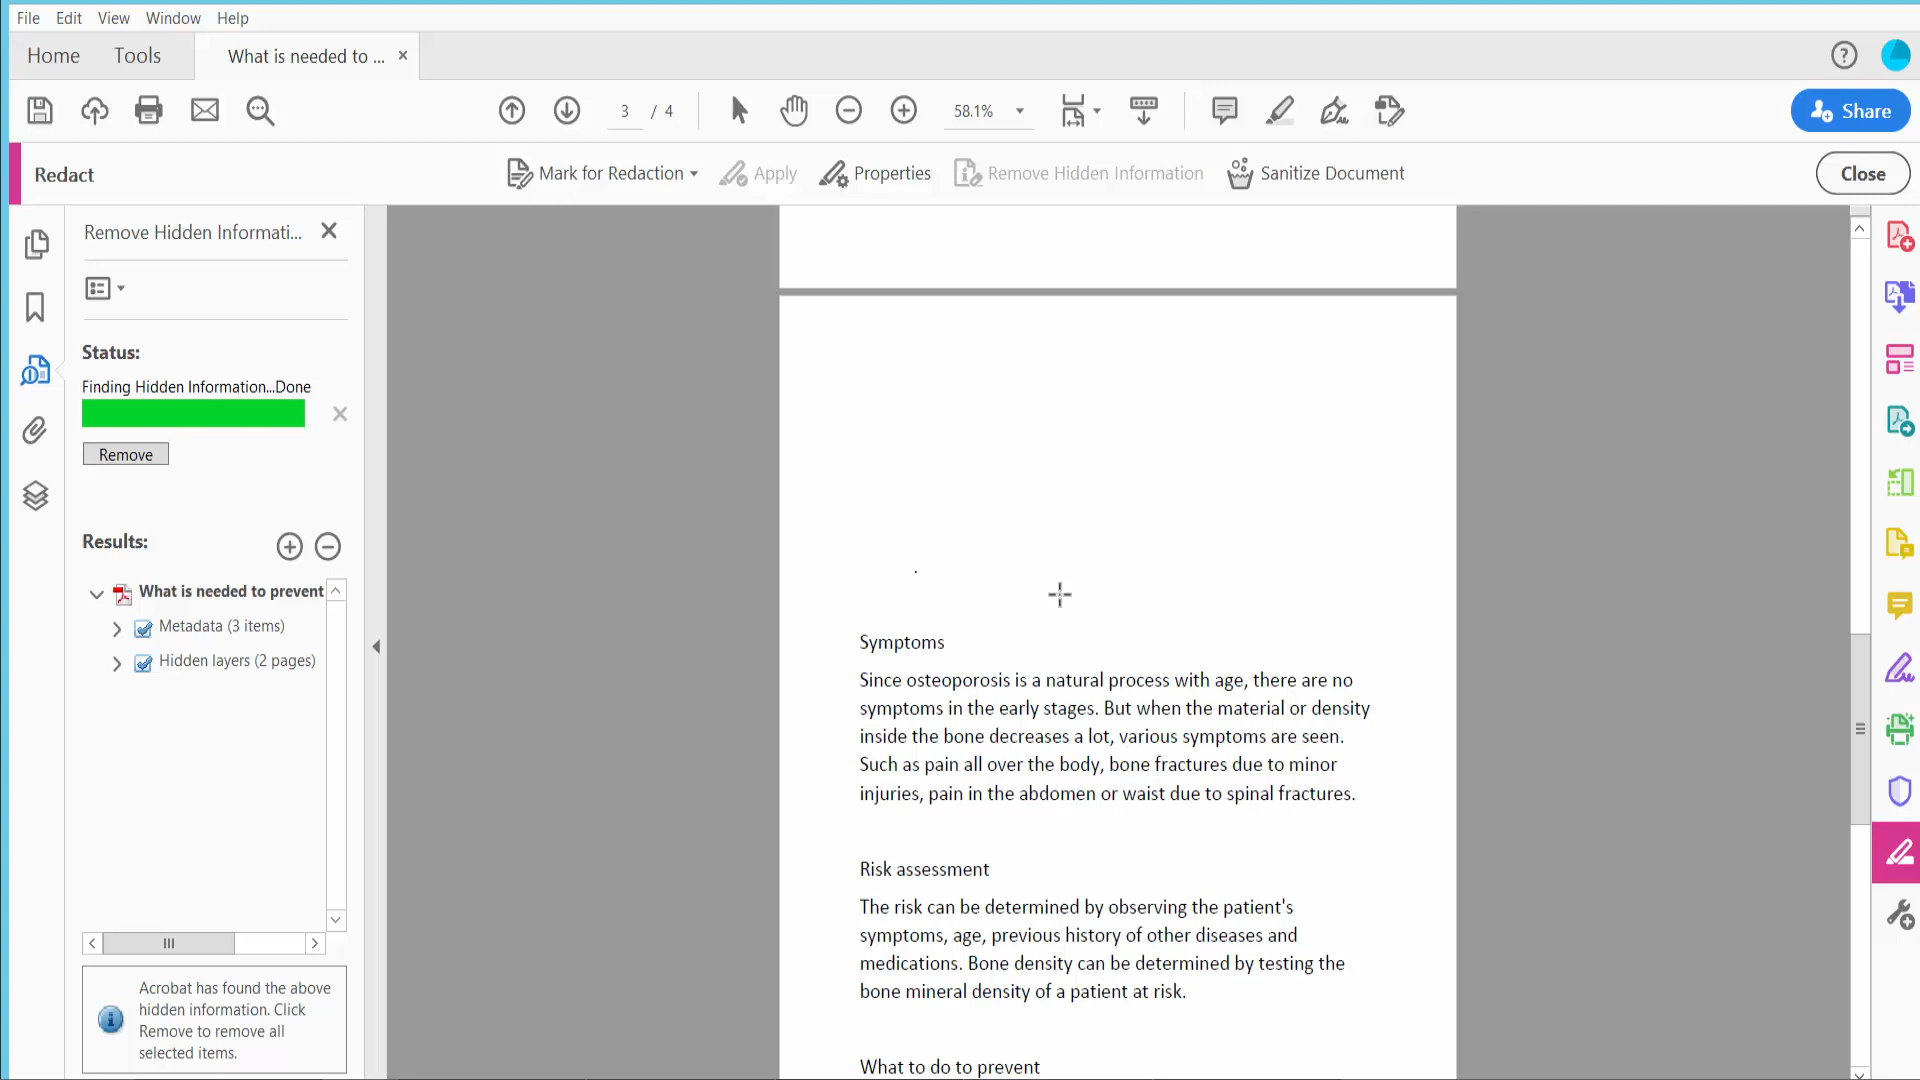 File Edit View Window Help
Home Tools What is needed to ... ×
3 / 4 58.1% Share
Redact Mark for Redaction Apply Properties Remove Hidden Information Sanitize Document Close
Remove Hidden Informati...
Status:
Finding Hidden Information...Done
Remove
Results:
What is needed to prevent
Metadata (3 items)
Hidden layers (2 pages)
Acrobat has found the above
hidden information. Click
Remove to remove all
selected items.
.
Symptoms
Since osteoporosis is a natural process with age, there are no
symptoms in the early stages. But when the material or density
inside the bone decreases a lot, various symptoms are seen.
Such as pain all over the body, bone fractures due to minor
injuries, pain in the abdomen or waist due to spinal fractures.
Risk assessment
The risk can be determined by observing the patient's
symptoms, age, previous history of other diseases and
medications. Bone density can be determined by testing the
bone mineral density of a patient at risk.
What to do to prevent